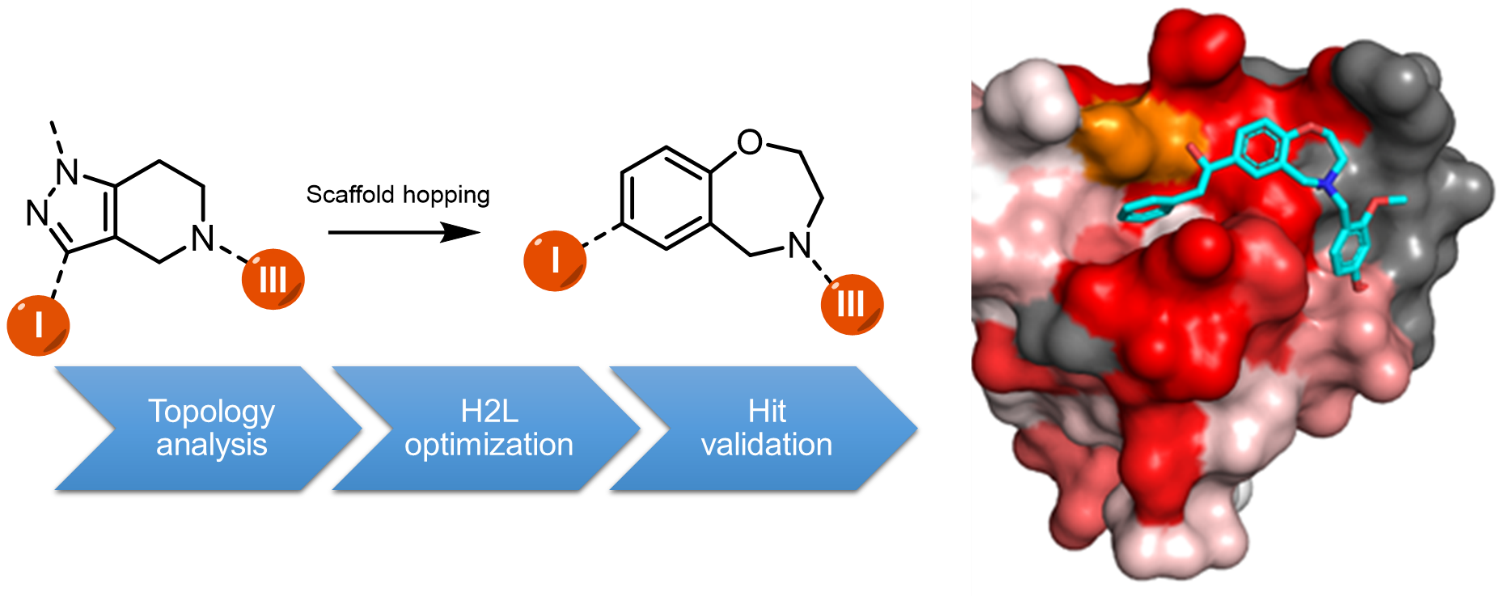 N
N
N
I
III
Scaffold hopping
O
N
I
III
Topology
analysis
H2L
optimization
Hit
validation